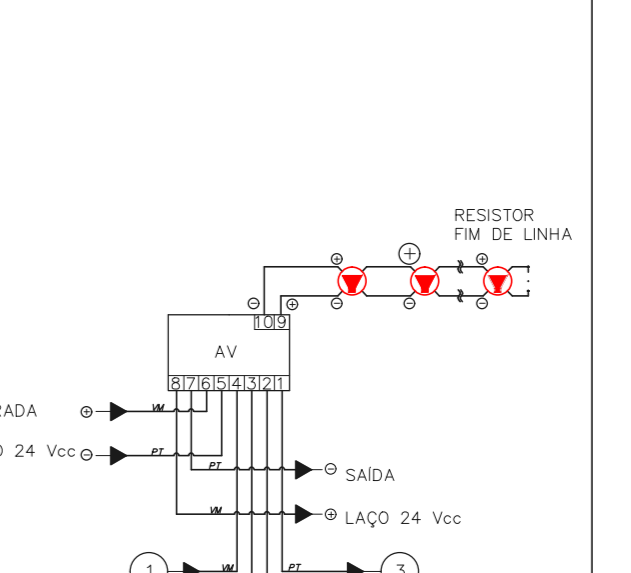 RESISTOR
FIM DE LINHA
+ + +
- + - - -
10 9
AV
8 7 6 5 4 3 2 1
RADA + VM
O 24 Vcc - PT
PT - SAÍDA
VM + LAÇO 24 Vcc
1 VM PT 3